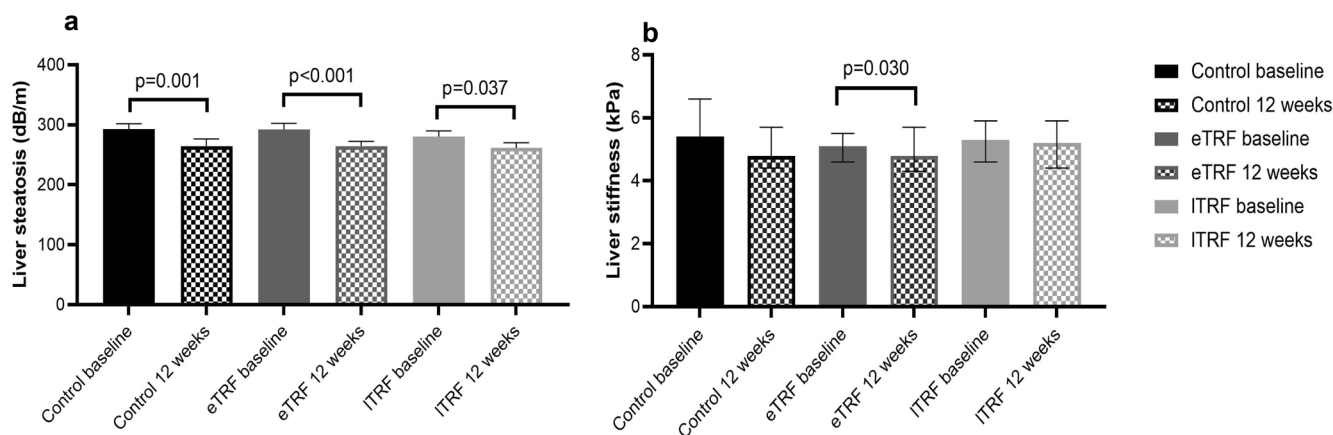 a
Liver steatosis (dB/m)
400
300
200
100
0
p=0.001
p<0.001
p=0.037
Control baseline
Control 12 weeks
eTRF baseline
eTRF 12 weeks
lTRF baseline
lTRF 12 weeks
b
Liver stiffness (kPa)
8
6
4
2
0
p=0.030
Control baseline
Control 12 weeks
eTRF baseline
eTRF 12 weeks
lTRF baseline
lTRF 12 weeks
Control baseline
Control 12 weeks
eTRF baseline
eTRF 12 weeks
lTRF baseline
lTRF 12 weeks